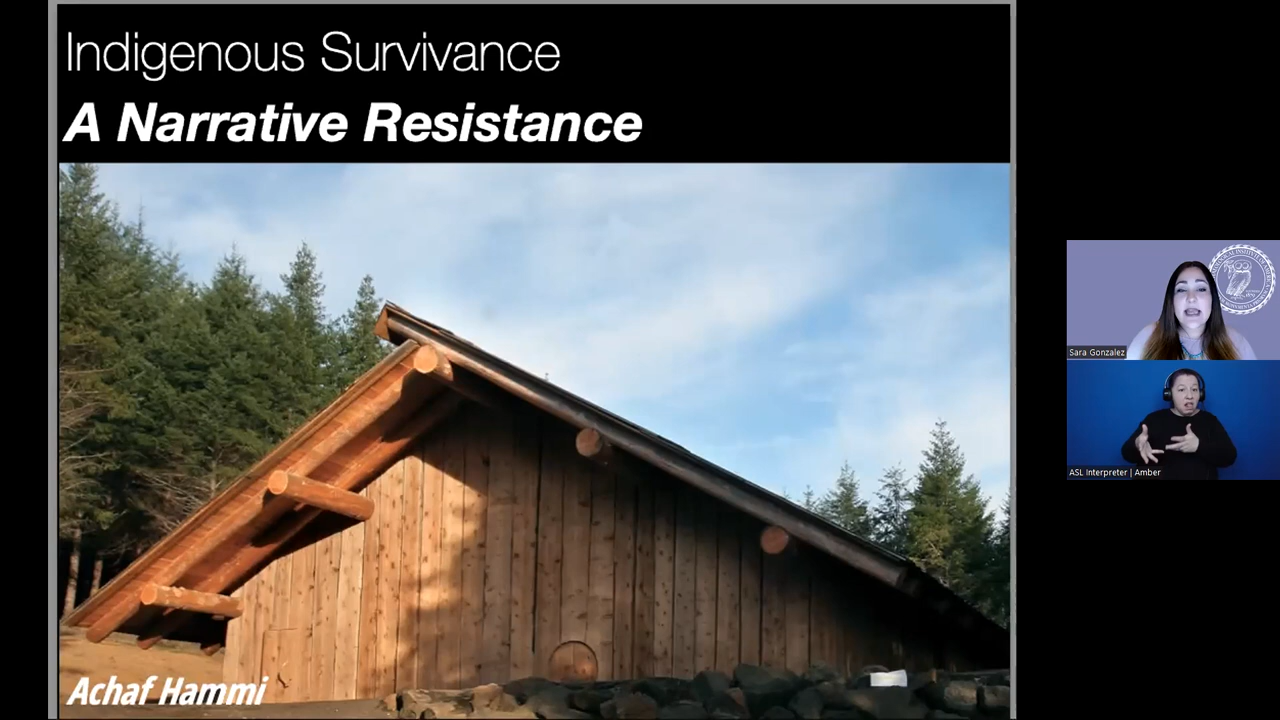 Indigenous Survivance
A Narrative Resistance
Achaf Hammi
Sara Gonzalez
ASL Interpreter | Amber